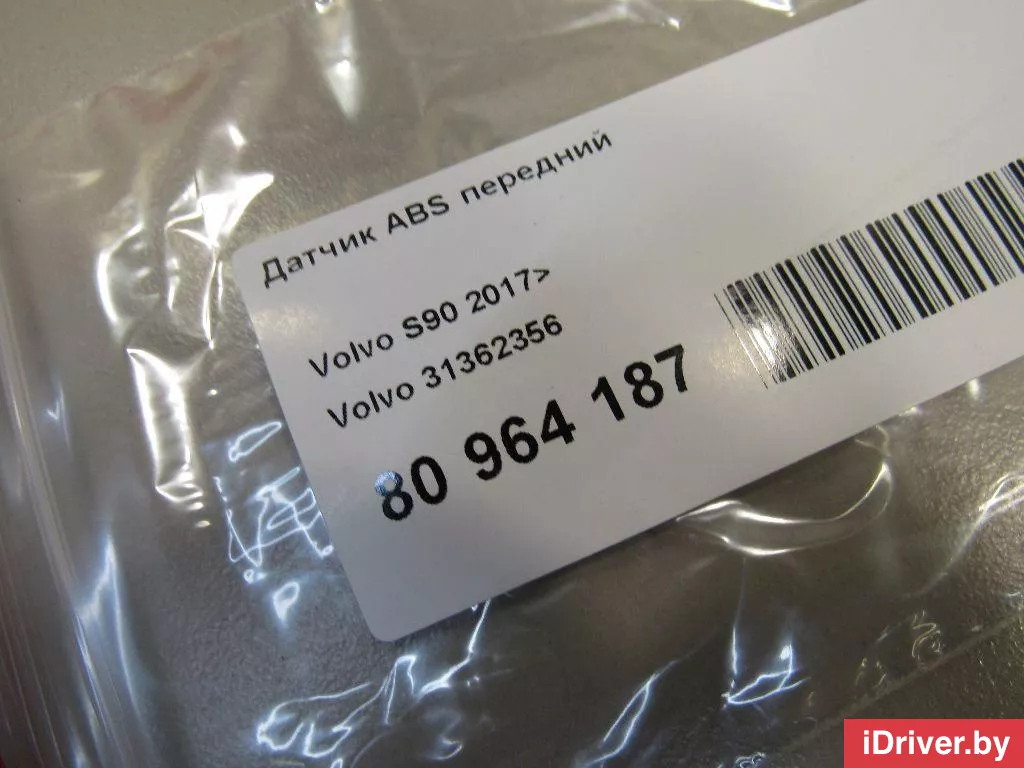 Датчик ABS передний
Volvo S90 2017>
Volvo 31362356
80 964 187
iDriver.by